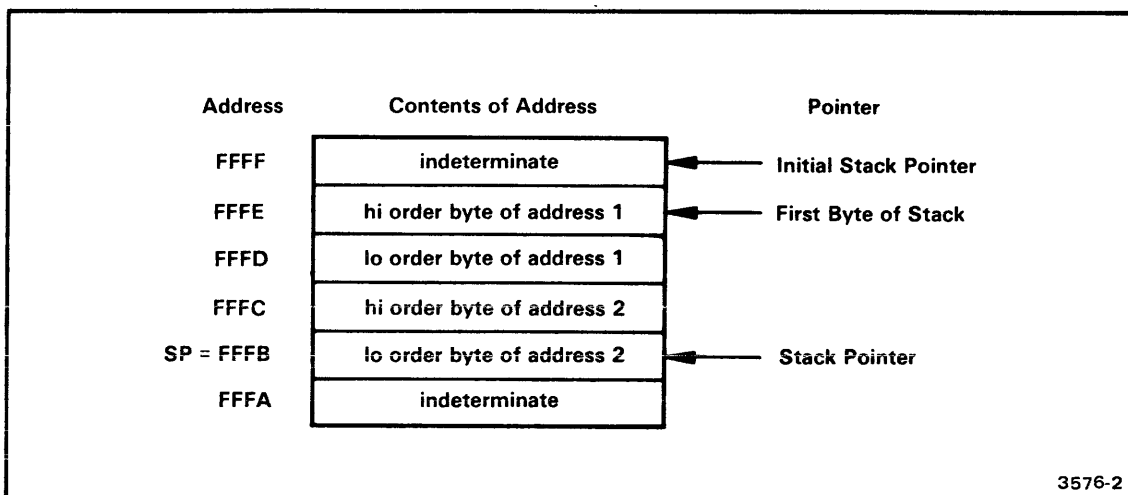 Address Contents of Address Pointer
FFFF indeterminate Initial Stack Pointer
FFFE hi order byte of address 1 First Byte of Stack
FFFD lo order byte of address 1
FFFC hi order byte of address 2
SP = FFFB lo order byte of address 2 Stack Pointer
FFFA indeterminate
3576-2